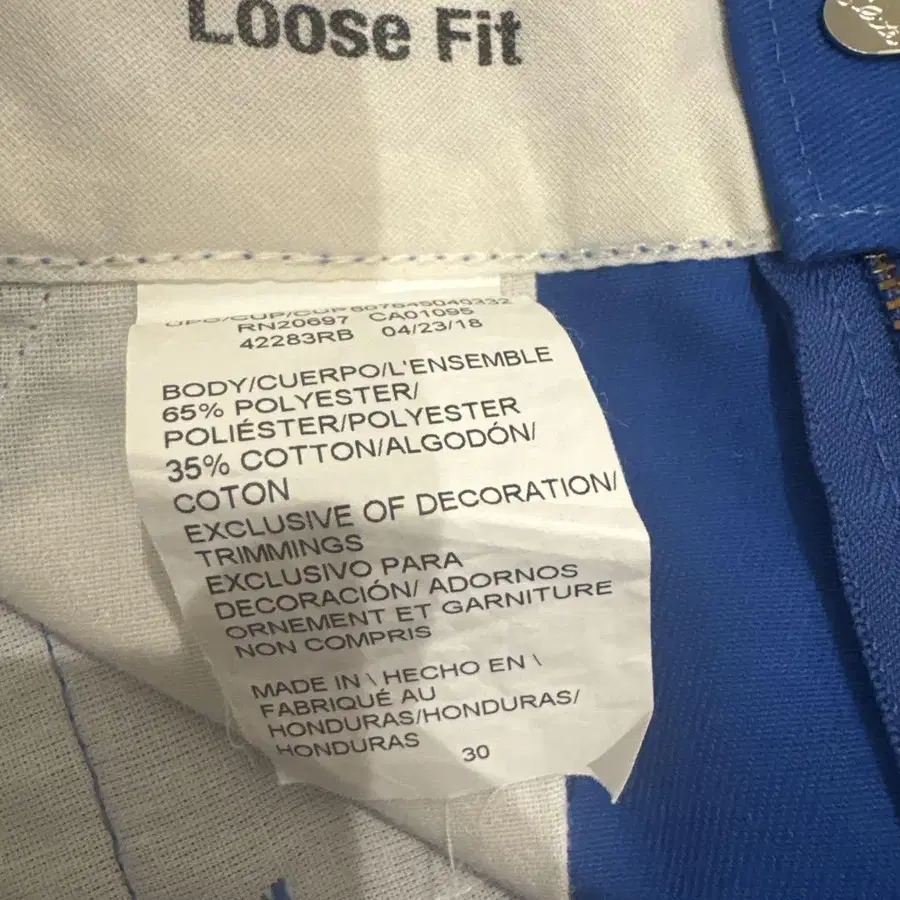 Loose Fit
RN20697 CA01095
42283RB 04/23/18
BODY/CUERPO/L'ENSEMBLE
65% POLYESTER/
POLIÉSTER/POLYESTER
35% COTTON/ALGODÓN/
COTON
EXCLUSIVE OF DECORATION/
TRIMMINGS
EXCLUSIVO PARA
DECORACIÓN/ ADORNOS
ORNEMENT ET GARNITURE
NON COMPRIS
MADE IN \ HECHO EN \
FABRIQUÉ AU
HONDURAS/HONDURAS/
HONDURAS
30